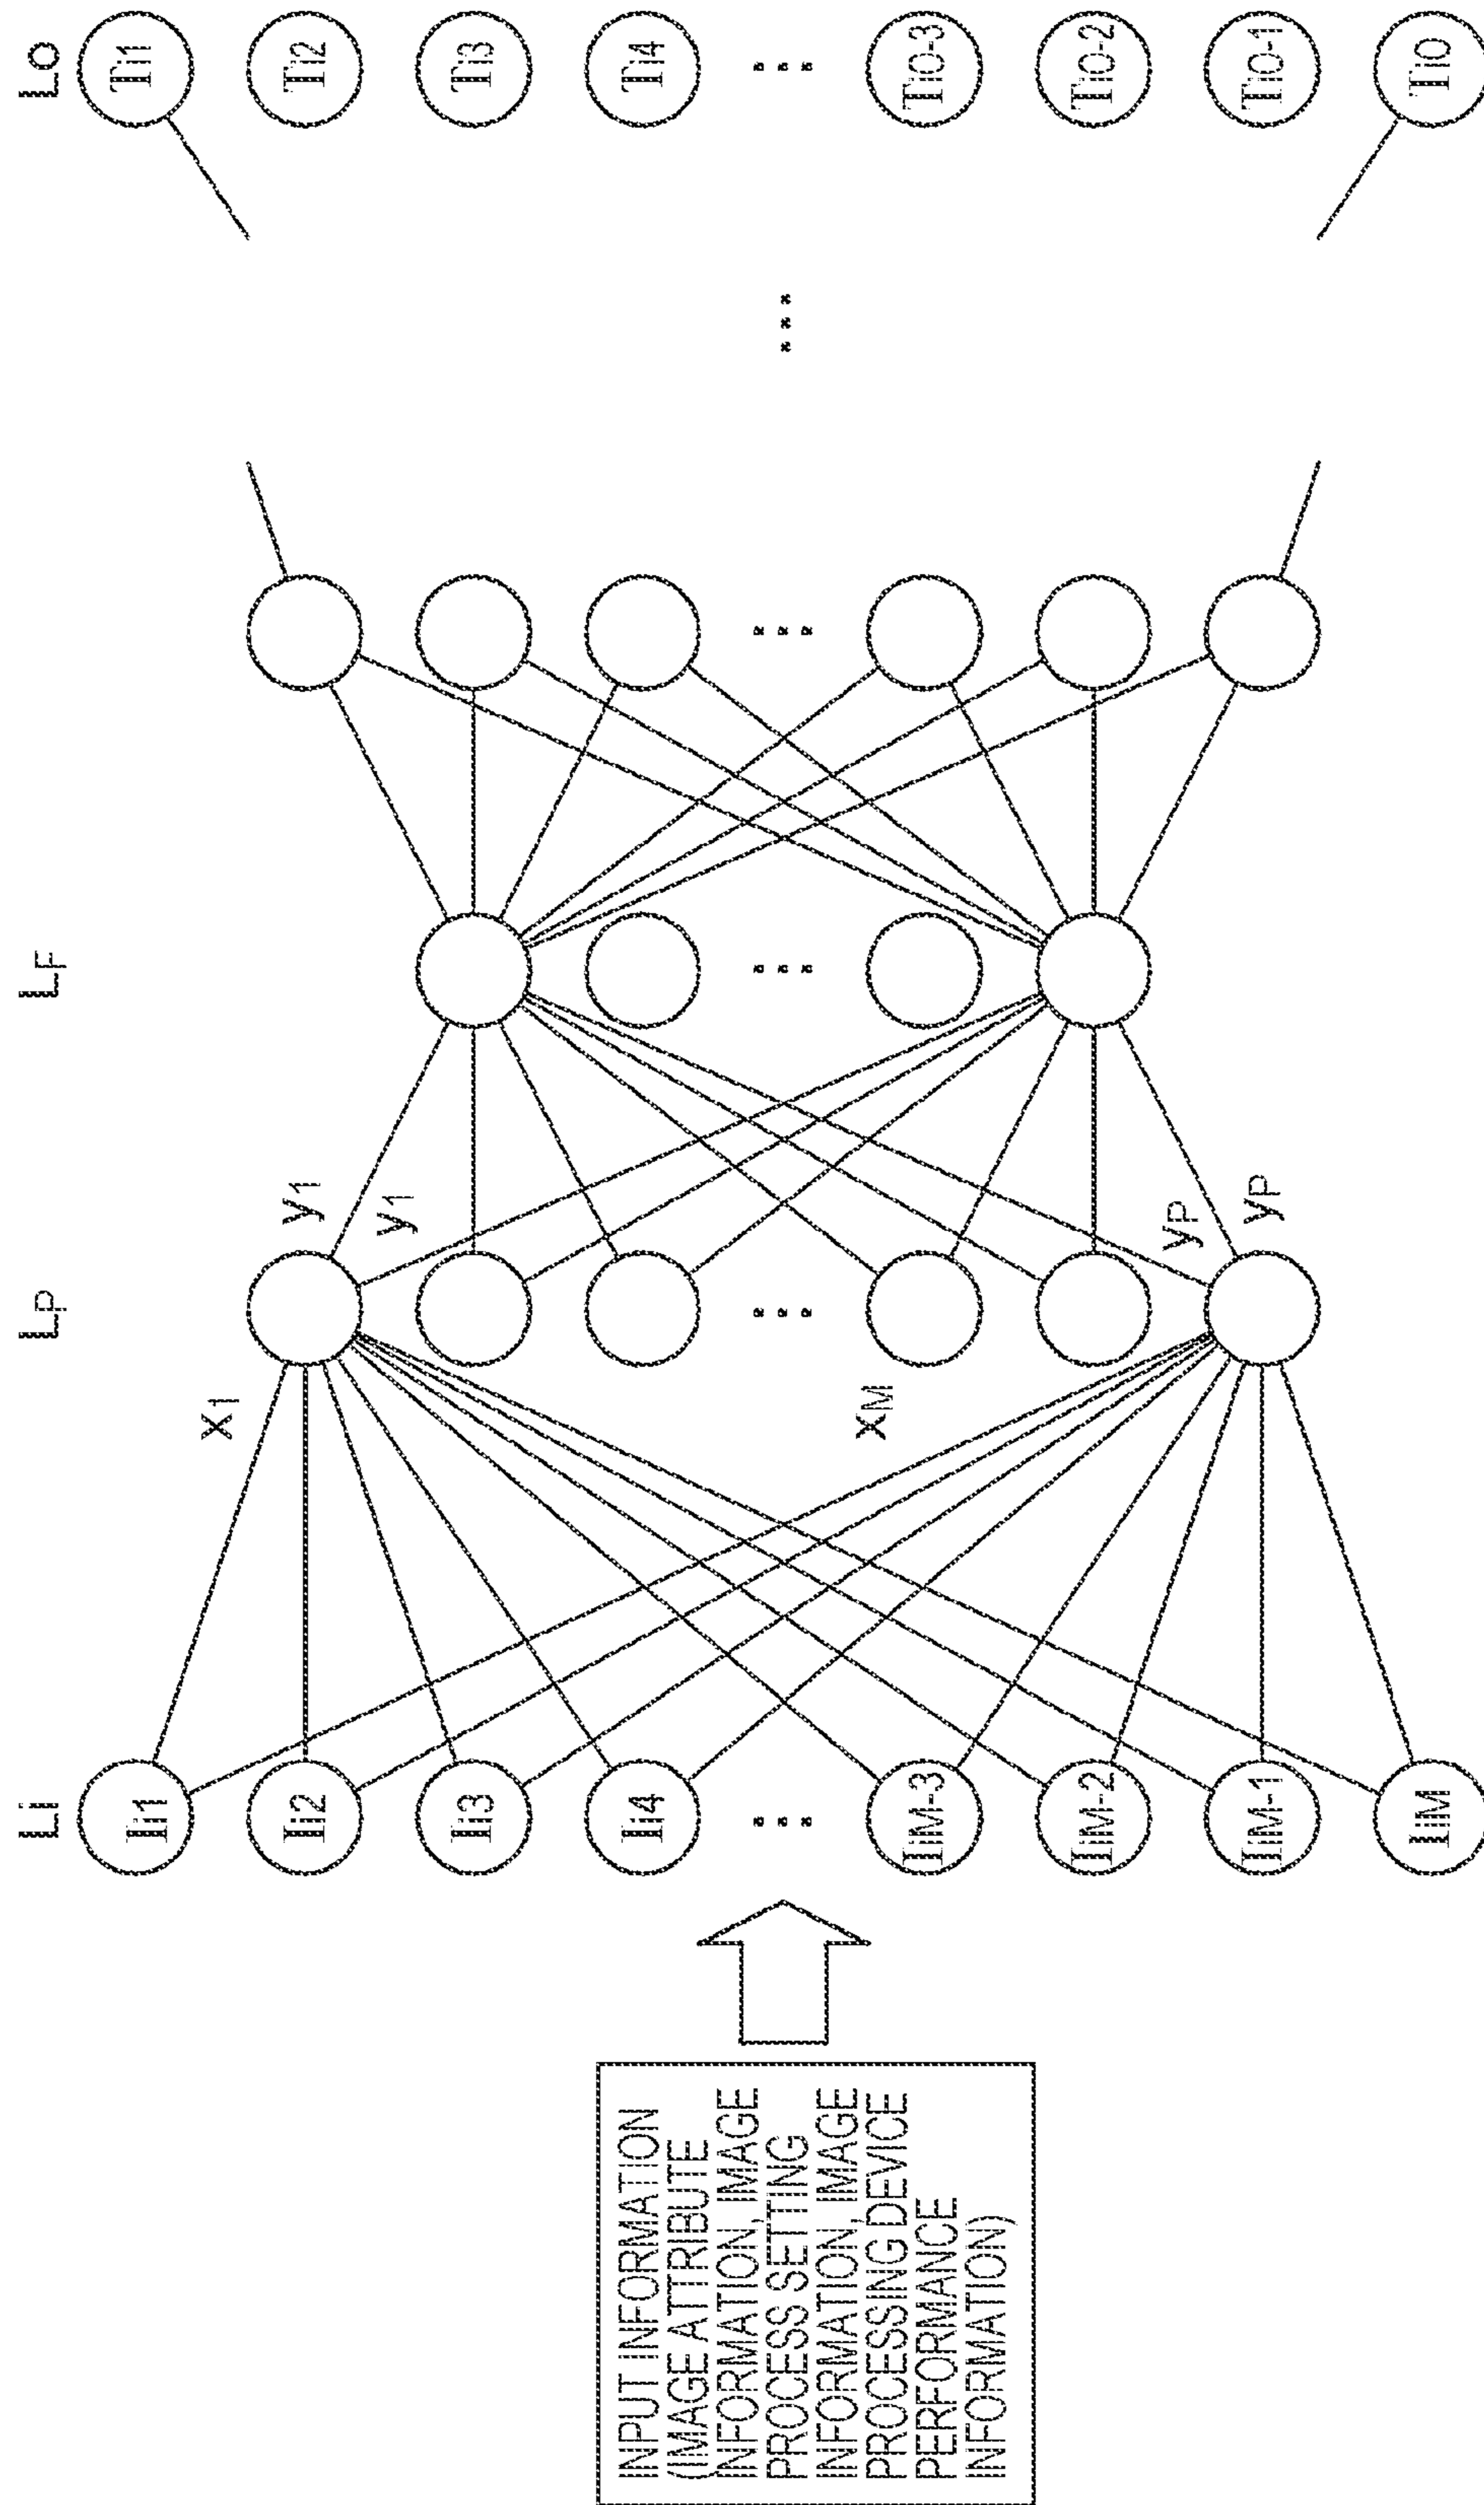 Li
LP
LF
LO
INPUT INFORMATION
(IMAGE ATTRIBUTE
INFORMATION, IMAGE
PROCESS SETTING
INFORMATION, IMAGE
PROCESSING DEVICE
PERFORMANCE
INFORMATION)
Ii1
Ii2
Ii3
Ii4
...
IiM-3
IiM-2
IiM-1
IiM
x1
xM
...
y1
y1
yP
yP
...
...
...
Ti1
Ti2
Ti3
Ti4
...
TiO-3
TiO-2
TiO-1
TiO